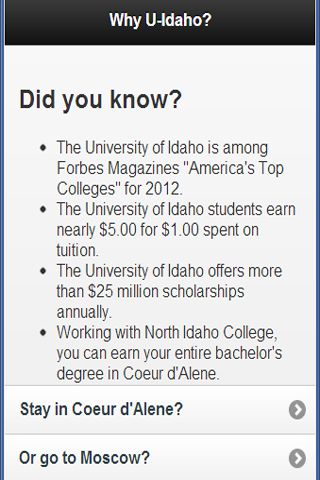 Why U-Idaho?
Did you know?
• The University of Idaho is among
Forbes Magazines "America's Top
Colleges" for 2012.
• The University of Idaho students earn
nearly $5.00 for $1.00 spent on
tuition.
• The University of Idaho offers more
than $25 million scholarships
annually.
• Working with North Idaho College,
you can earn your entire bachelor's
degree in Coeur d'Alene.
Stay in Coeur d'Alene?
Or go to Moscow?